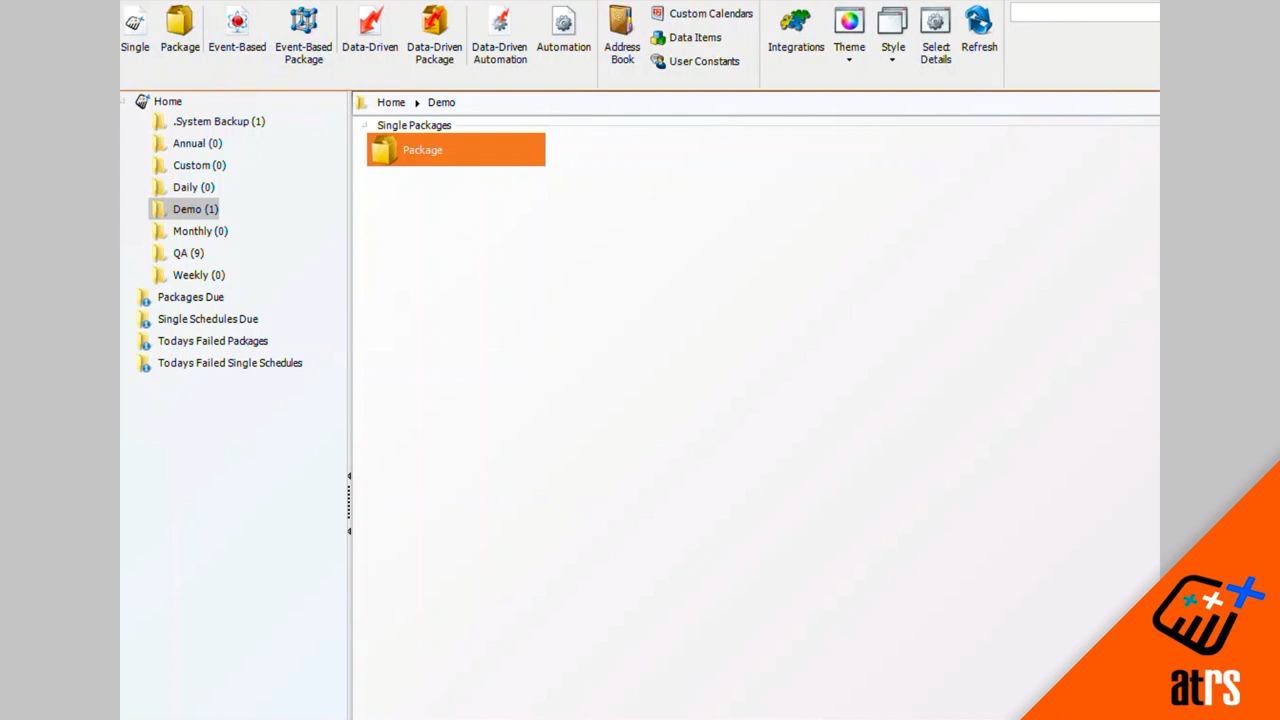 Single
Package
Event-Based
Event-Based
Package
Data-Driven
Data-Driven
Package
Data-Driven
Automation
Automation
Address
Book
Custom Calendars
Data Items
User Constants
Integrations
Theme
Style
Select
Details
Refresh
Home
.System Backup (1)
Annual (0)
Custom (0)
Daily (0)
Demo (1)
Monthly (0)
QA (9)
Weekly (0)
Packages Due
Single Schedules Due
Todays Failed Packages
Todays Failed Single Schedules
Home Demo
Single Packages
Package
atrs